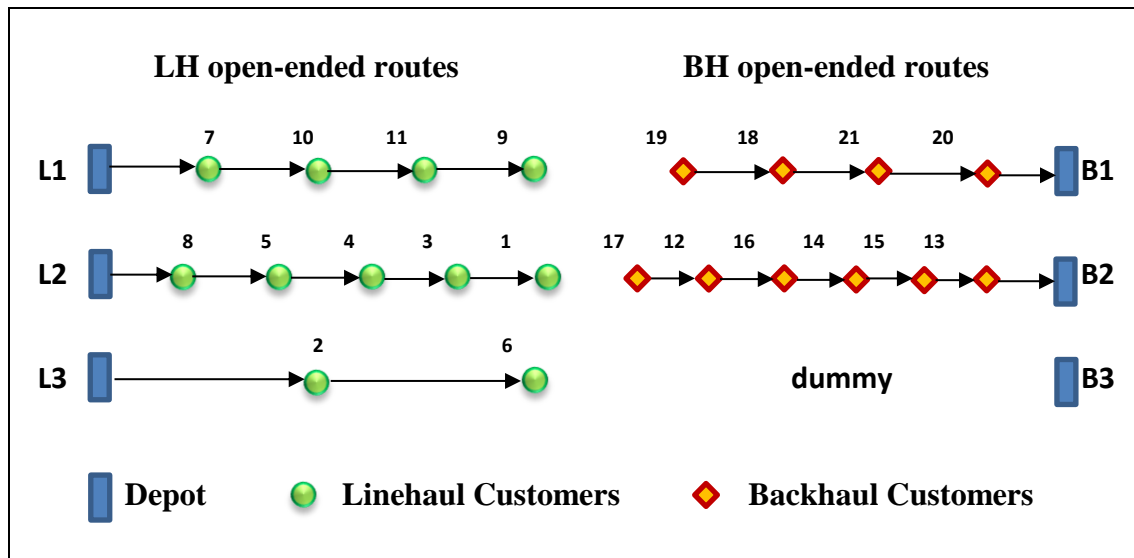 LH open-ended routes BH open-ended routes
7 10 11 9 19 18 21 20
L1 B1
8 5 4 3 1 17 12 16 14 15 13
L2 B2
2 6
L3 dummy B3
Depot Linehaul Customers Backhaul Customers